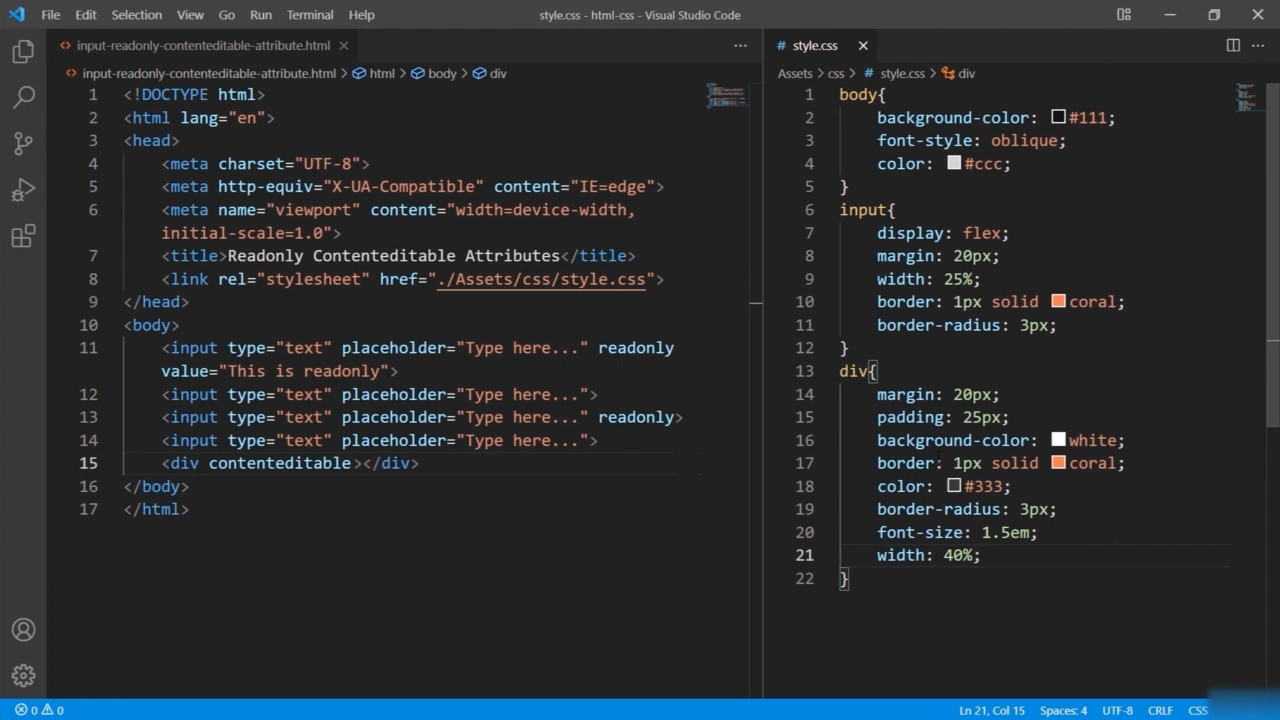 File Edit Selection View Go Run Terminal Help style.css - html-css - Visual Studio Code
input-readonly-contenteditable-attribute.html
input-readonly-contenteditable-attribute.html > html > body > div
1 <!DOCTYPE html>
2 <html lang="en">
3 <head>
4 <meta charset="UTF-8">
5 <meta http-equiv="X-UA-Compatible" content="IE=edge">
6 <meta name="viewport" content="width=device-width,
initial-scale=1.0">
7 <title>Readonly Contenteditable Attributes</title>
8 <link rel="stylesheet" href="./Assets/css/style.css">
9 </head>
10 <body>
11 <input type="text" placeholder="Type here..." readonly
value="This is readonly">
12 <input type="text" placeholder="Type here...">
13 <input type="text" placeholder="Type here..." readonly>
14 <input type="text" placeholder="Type here...">
15 <div contenteditable></div>
16 </body>
17 </html>
# style.css
Assets > css > # style.css > div
1 body{
2 background-color: #111;
3 font-style: oblique;
4 color: #ccc;
5 }
6 input{
7 display: flex;
8 margin: 20px;
9 width: 25%;
10 border: 1px solid coral;
11 border-radius: 3px;
12 }
13 div{
14 margin: 20px;
15 padding: 25px;
16 background-color: white;
17 border: 1px solid coral;
18 color: #333;
19 border-radius: 3px;
20 font-size: 1.5em;
21 width: 40%;
22 }
0 0 Ln 21, Col 15 Spaces: 4 UTF-8 CRLF CSS